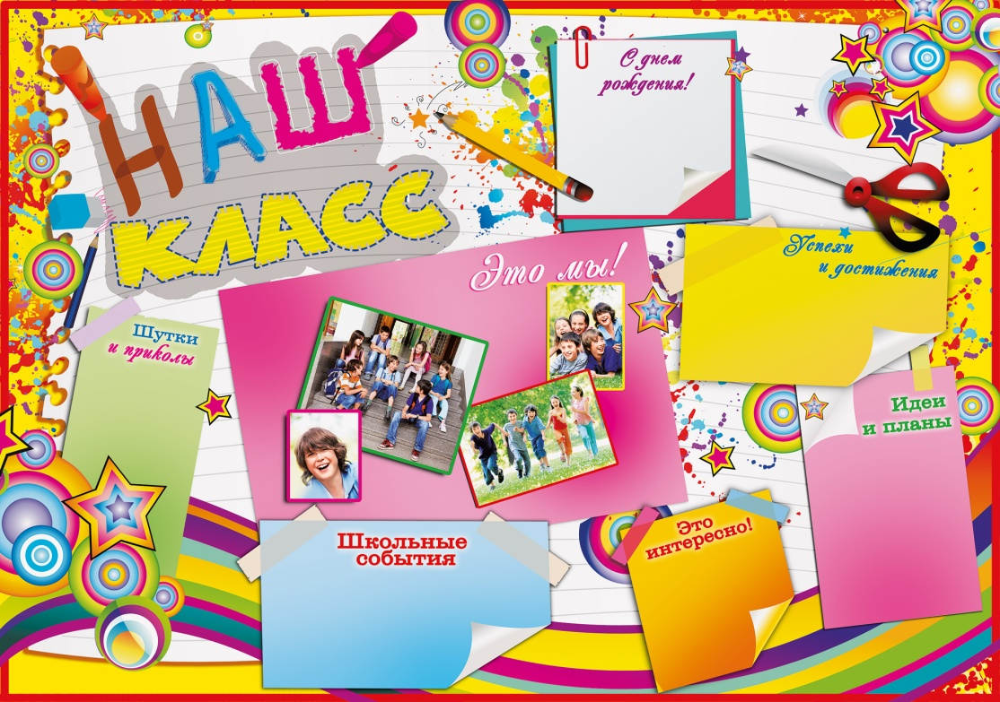 НАШ
КЛАСС
С днем
рождения!
Это мы!
Успехи
и достижения
Шутки
и приколы
Идеи
и планы
Школьные
события
Это
интересно!